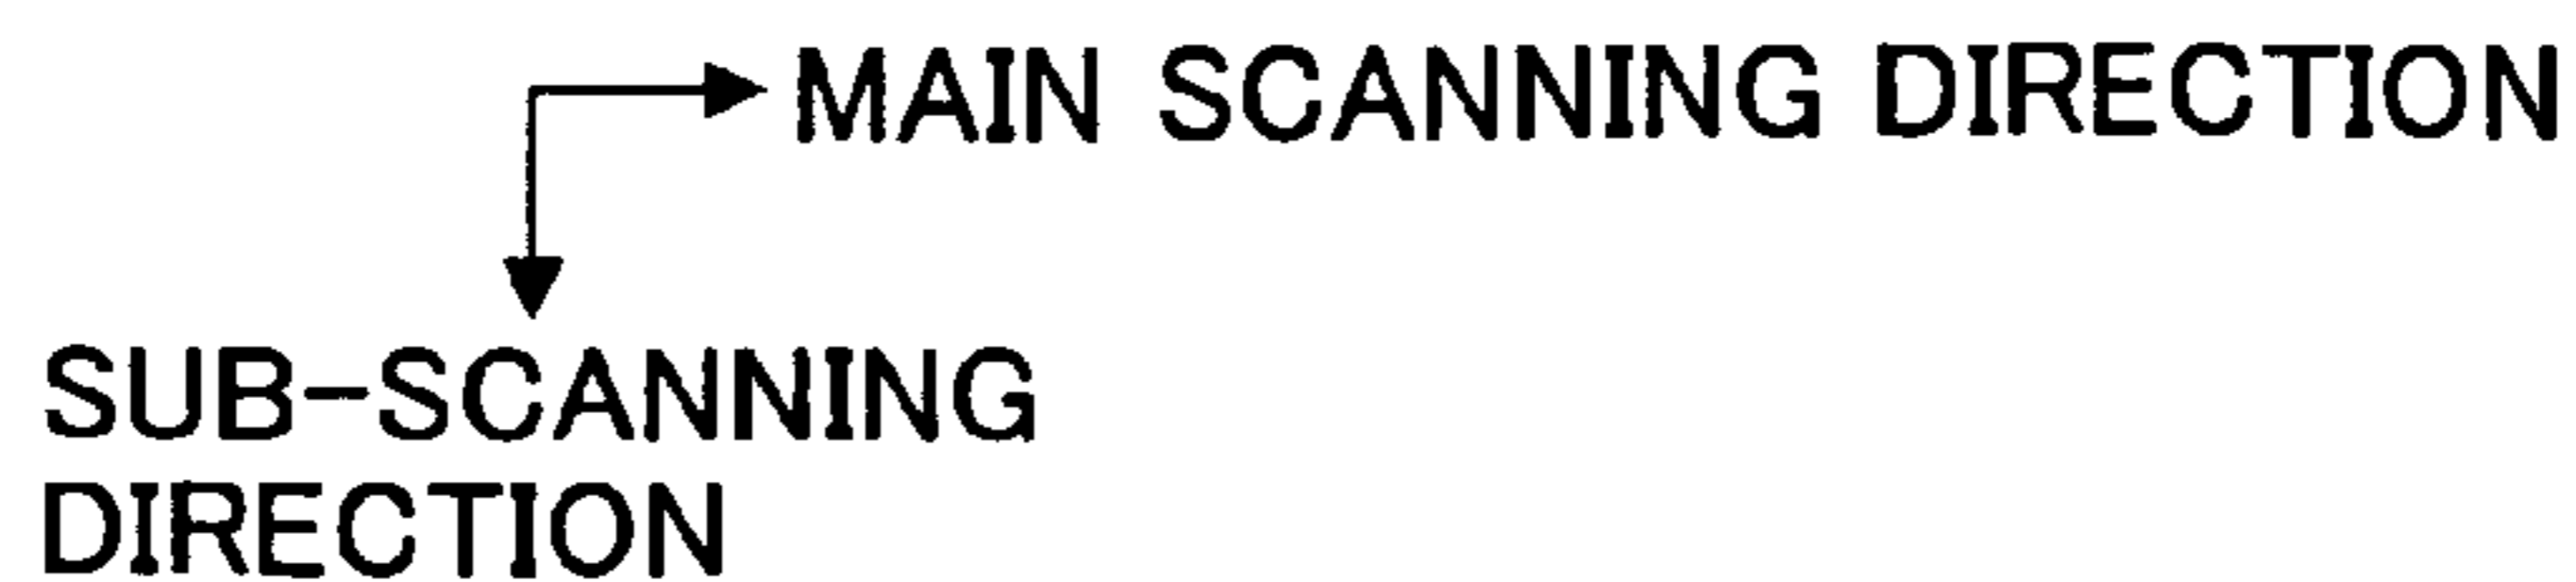 MAIN SCANNING DIRECTION
SUB-SCANNING
DIRECTION